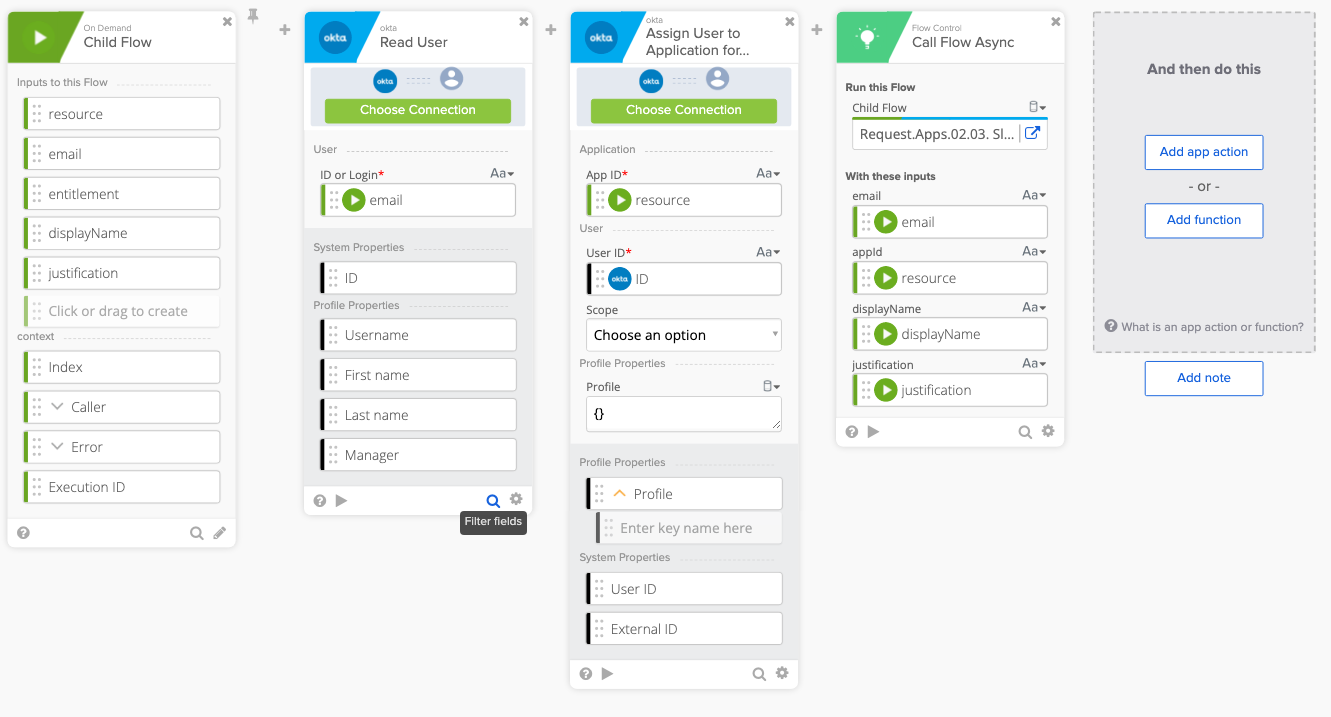 On Demand
Child Flow
Inputs to this Flow
resource
email
entitlement
displayName
justification
Click or drag to create
context
Index
Caller
Error
Execution ID
okta
okta
Read User
okta
Choose Connection
User
ID or Login*
Aa
email
System Properties
ID
Profile Properties
Username
First name
Last name
Manager
Filter fields
okta
okta
Assign User to
Application for...
okta
Choose Connection
Application
App ID*
Aa
resource
User
User ID*
Aa
okta
ID
Scope
Choose an option
Profile Properties
Profile
{}
Profile Properties
Profile
Enter key name here
System Properties
User ID
External ID
Flow Control
Call Flow Async
Run this Flow
Child Flow
Request.Apps.02.03. Sl...
With these inputs
email
Aa
email
appId
Aa
resource
displayName
Aa
displayName
justification
Aa
justification
And then do this
Add app action
- or -
Add function
What is an app action or function?
Add note